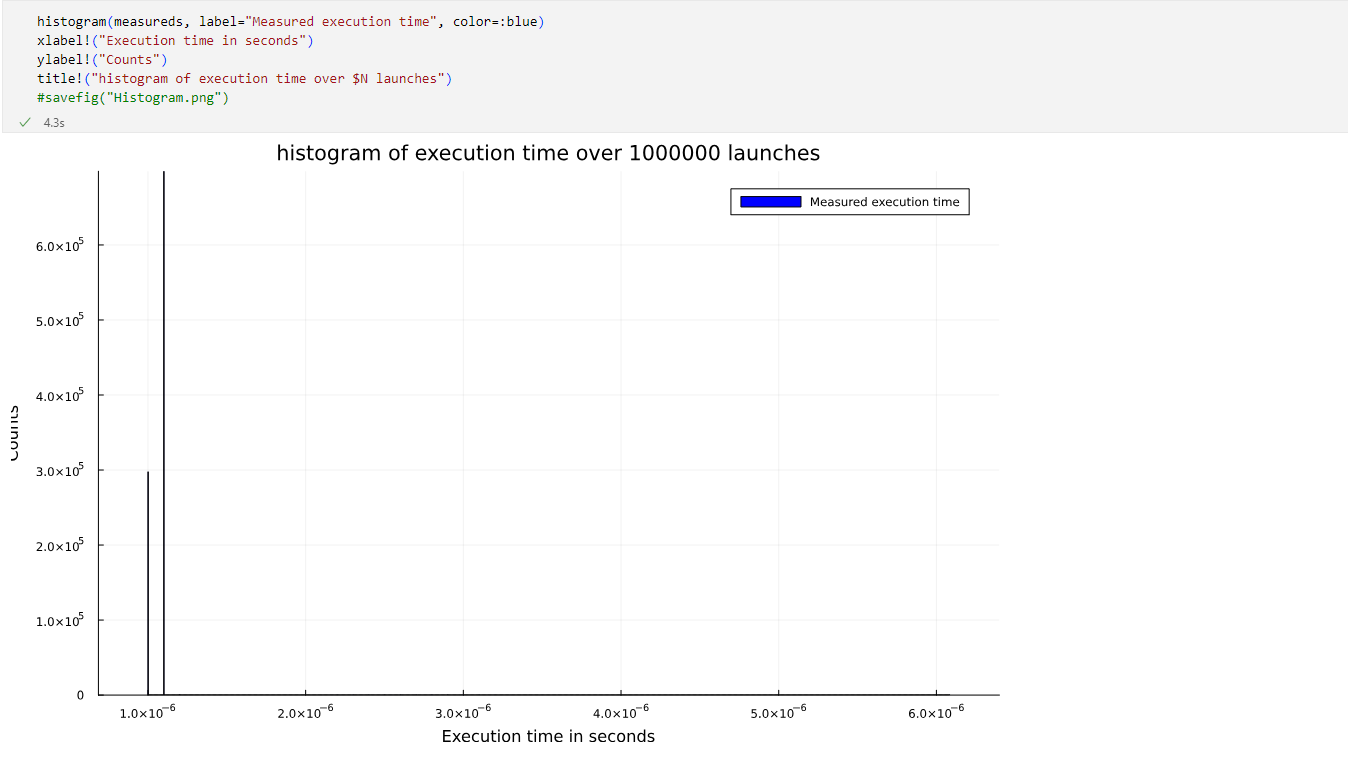 histogram(measureds, label="Measured execution time", color=:blue)
xlabel!("Execution time in seconds")
ylabel!("Counts")
title!("histogram of execution time over $N launches")
#savefig("Histogram.png")
4.3s
histogram of execution time over 1000000 launches
Measured execution time
6.0×10⁵
5.0×10⁵
4.0×10⁵
Counts
3.0×10⁵
2.0×10⁵
1.0×10⁵
0
1.0×10⁻⁶ 2.0×10⁻⁶ 3.0×10⁻⁶ 4.0×10⁻⁶ 5.0×10⁻⁶ 6.0×10⁻⁶
Execution time in seconds